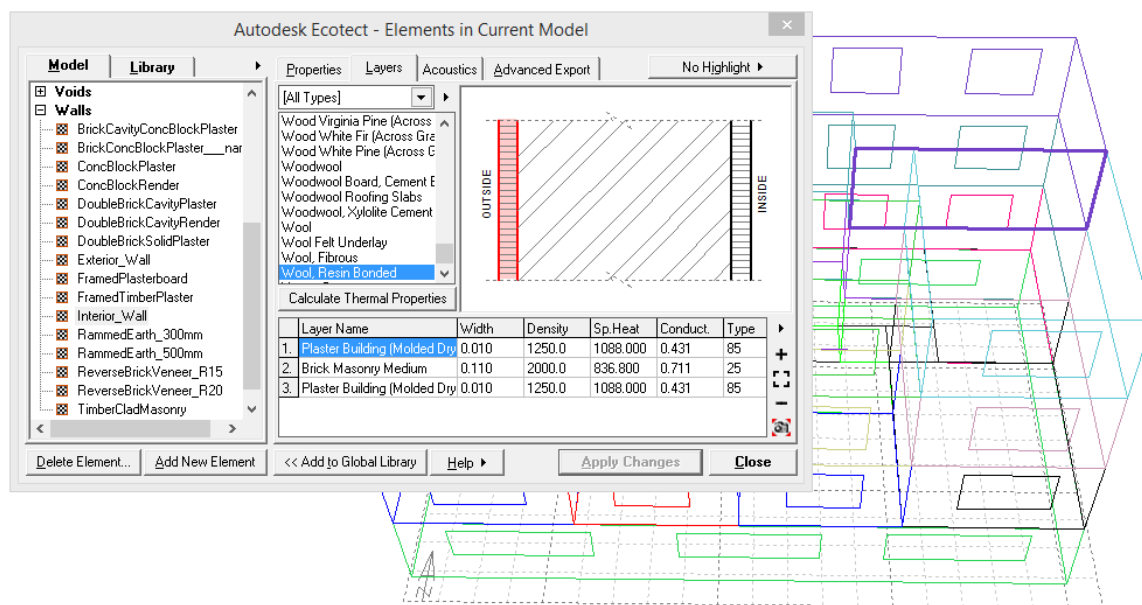 Autodesk Ecotect - Elements in Current Model
Model
Library
Voids
Walls
BrickCavityConcBlockPlaster
BrickConcBlockPlaster___nar
ConcBlockPlaster
ConcBlockRender
DoubleBrickCavityPlaster
DoubleBrickCavityRender
DoubleBrickSolidPlaster
Exterior_Wall
FramedPlasterboard
FramedTimberPlaster
Interior_Wall
RammedEarth_300mm
RammedEarth_500mm
ReverseBrickVeneer_R15
ReverseBrickVeneer_R20
TimberCladMasonry
Properties Layers Acoustics Advanced Export No Highlight
[All Types]
Wood Virginia Pine (Across
Wood White Fir (Across Gra
Wood White Pine (Across G
Woodwool
Woodwool Board, Cement B
Woodwool Roofing Slabs
Woodwool, Xylolite Cement
Wool
Wool Felt Underlay
Wool, Fibrous
Wool, Resin Bonded
Calculate Thermal Properties
OUTSIDE
INSIDE
Layer Name Width Density Sp.Heat Conduct. Type
1. Plaster Building (Molded Dry 0.010 1250.0 1088.000 0.431 85
2. Brick Masonry Medium 0.110 2000.0 836.800 0.711 25
3. Plaster Building (Molded Dry 0.010 1250.0 1088.000 0.431 85
Delete Element... Add New Element << Add to Global Library Help Apply Changes Close
N